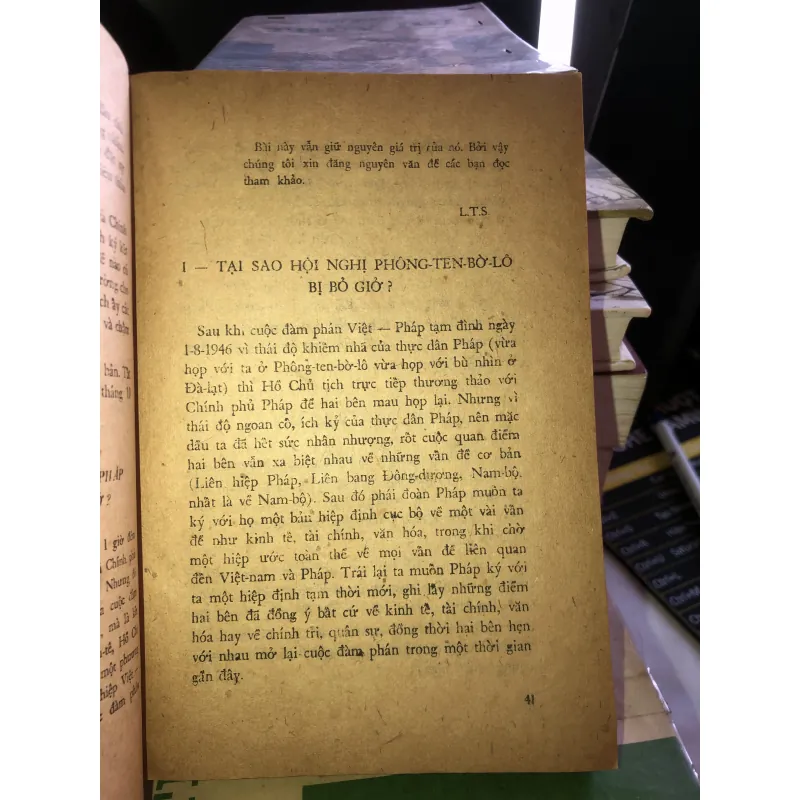 Bài này vẫn giữ nguyên giá trị của nó. Bởi vậy
chúng tôi xin đăng nguyên văn để các bạn đọc
tham khảo.
L.T.S
I — TẠI SAO HỘI NGHỊ PHÔNG-TEN-BỜ-LÔ
BỊ BỎ GIỞ ?
Sau khi cuộc đàm phán Việt — Pháp tạm đình ngày
1-8-1946 vì thái độ khiếm nhã của thực dân Pháp (vừa
họp với ta ở Phông-ten-bờ-lô vừa họp với bù nhìn ở
Đà-lạt) thì Hồ Chủ tịch trực tiếp thương thảo với
Chính phủ Pháp để hai bên mau họp lại. Nhưng vì
thái độ ngoan cố, ích kỷ của thực dân Pháp, nên mặc
dầu ta đã hết sức nhân nhượng, rốt cuộc quan điểm
hai bên vẫn xa biệt nhau về những vấn đề cơ bản
(Liên hiệp Pháp, Liên bang Đông-dương, Nam-bộ,
nhất là về Nam-bộ). Sau đó phái đoàn Pháp muốn ta
ký với họ một bản hiệp định cục bộ về một vài vấn
đề như kinh tế, tài chính, văn hóa, trong khi chờ
một hiệp ước toàn thể về mọi vấn đề liên quan
đến Việt-nam và Pháp. Trái lại ta muốn Pháp ký với
ta một hiệp định tạm thời mới, ghi lấy những điểm
hai bên đã đồng ý bất cứ về kinh tế, tài chính, văn
hóa hay về chính trị, quân sự, đồng thời hai bên hẹn
với nhau mở lại cuộc đàm phán trong một thời gian
gần đây.
41